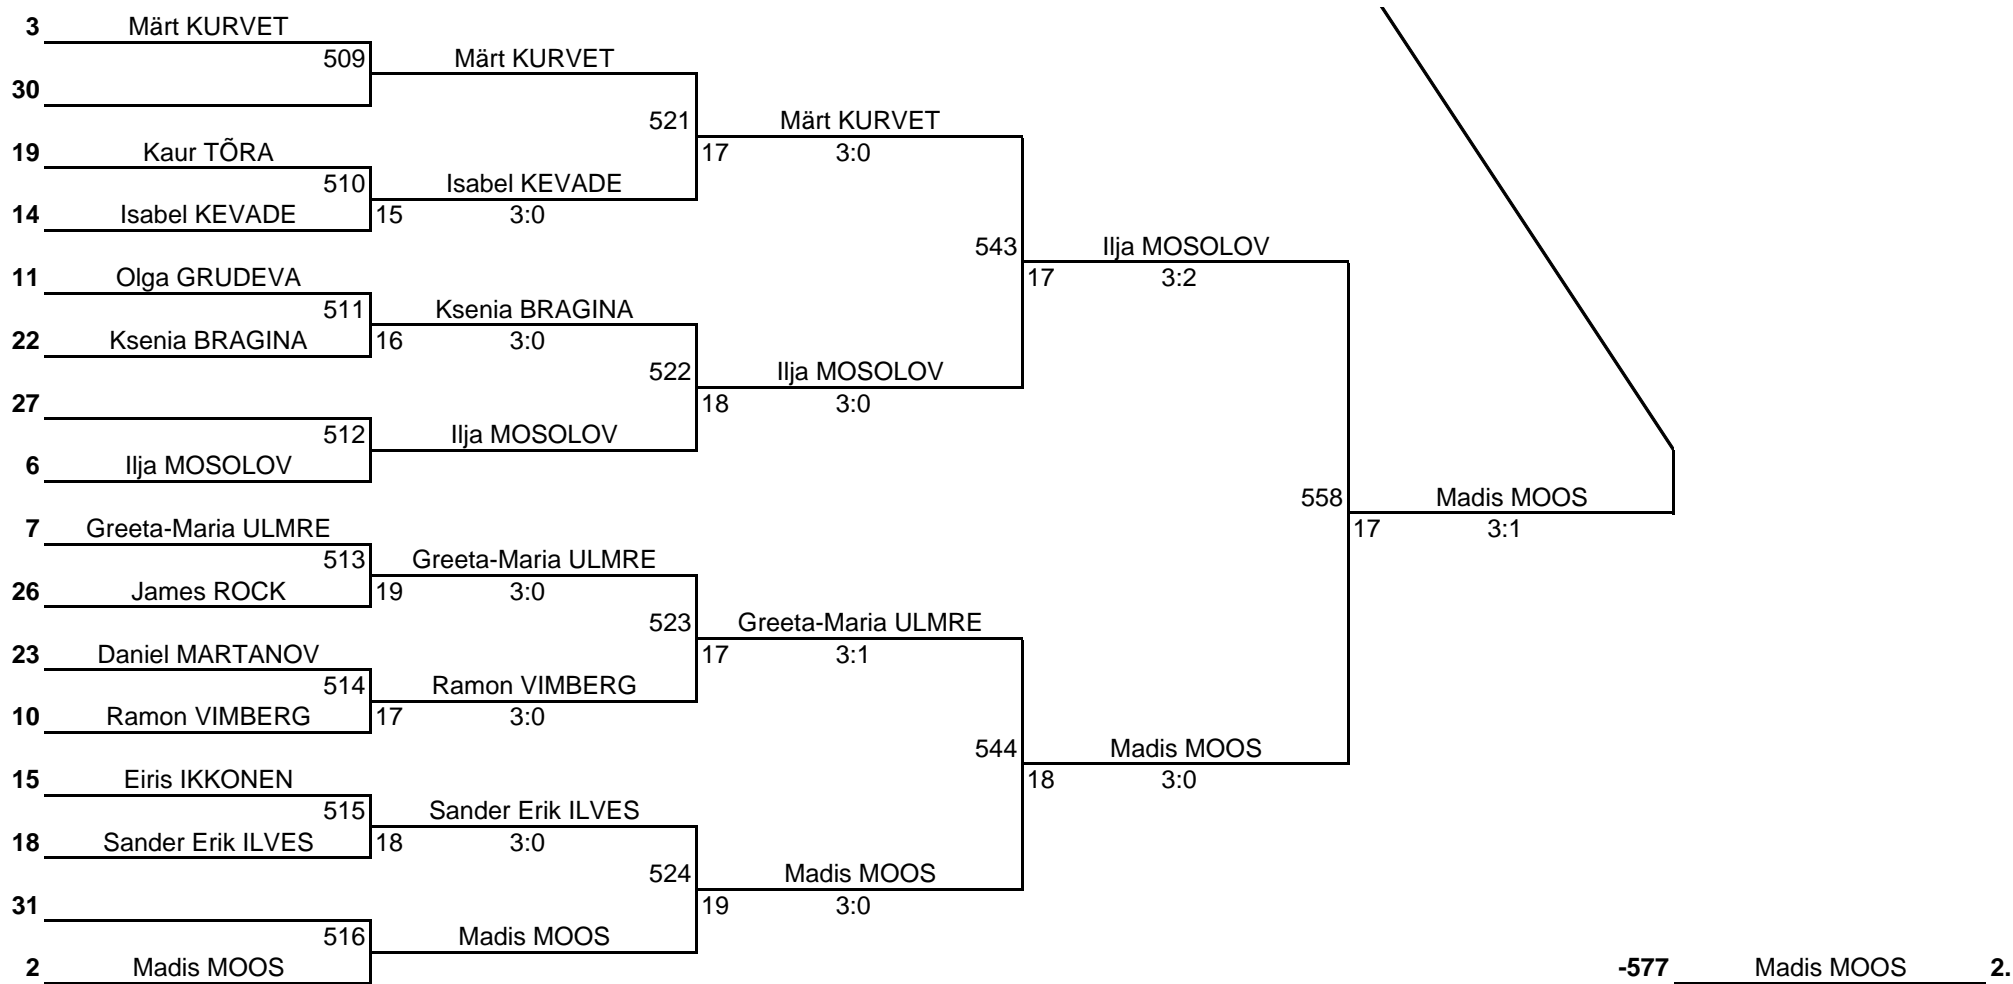 3 Märt KURVET
509 Märt KURVET
30
521 Märt KURVET
19 Kaur TÕRA 17 3:0
510 Isabel KEVADE
14 Isabel KEVADE 15 3:0
543 Ilja MOSOLOV
11 Olga GRUDEVA 17 3:2
511 Ksenia BRAGINA
22 Ksenia BRAGINA 16 3:0
522 Ilja MOSOLOV
27 18 3:0
512 Ilja MOSOLOV
6 Ilja MOSOLOV
558 Madis MOOS
7 Greeta-Maria ULMRE 17 3:1
513 Greeta-Maria ULMRE
26 James ROCK 19 3:0
523 Greeta-Maria ULMRE
23 Daniel MARTANOV 17 3:1
514 Ramon VIMBERG
10 Ramon VIMBERG 17 3:0
544 Madis MOOS
15 Eiris IKKONEN 18 3:0
515 Sander Erik ILVES
18 Sander Erik ILVES 18 3:0
524 Madis MOOS
31 19 3:0
516 Madis MOOS
2 Madis MOOS -577 Madis MOOS 2.